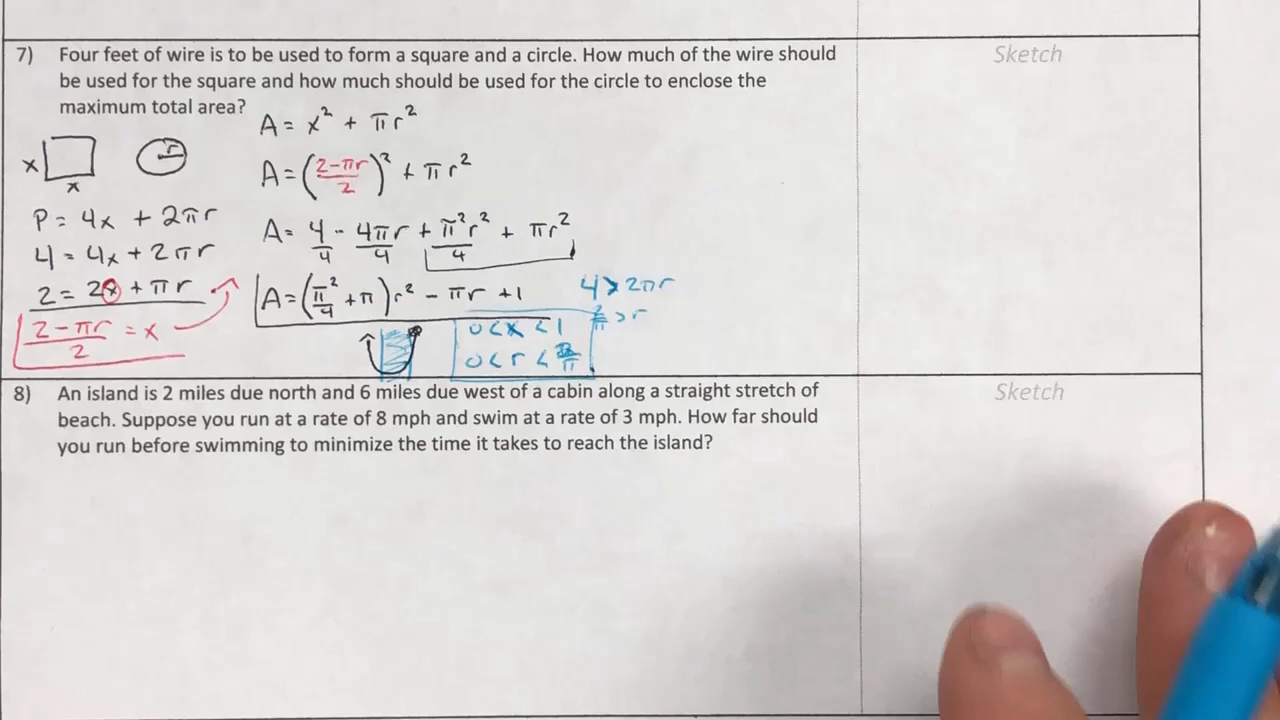 7) Four feet of wire is to be used to form a square and a circle. How much of the wire should
be used for the square and how much should be used for the circle to enclose the
maximum total area?
Sketch
x
x
r
P = 4x + 2πr
4 = 4x + 2πr
2 = 2x + πr
(2-πr)/2 = x
A = x² + πr²
A = ((2-πr)/2)² + πr²
A = 4/4 - 4πr/4 + π²r²/4 + πr²
A = (π²/4 + π)r² - πr + 1
4 > 2πr
2/π > r
0 < x < 1
0 < r < 2/π
8) An island is 2 miles due north and 6 miles due west of a cabin along a straight stretch of
beach. Suppose you run at a rate of 8 mph and swim at a rate of 3 mph. How far should
you run before swimming to minimize the time it takes to reach the island?
Sketch